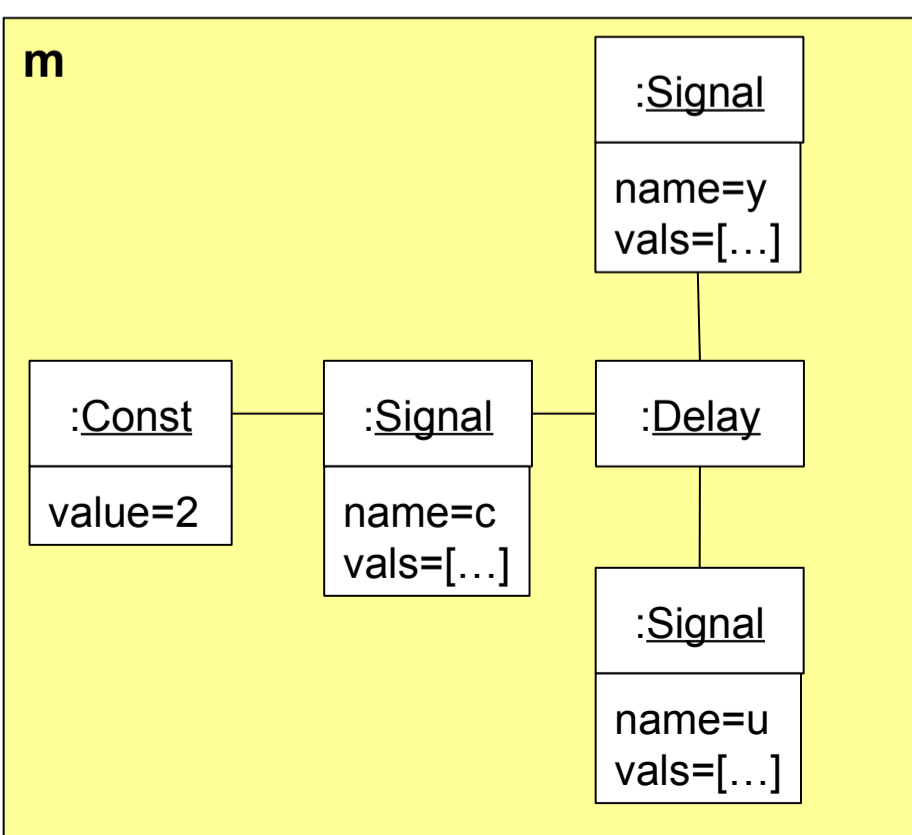 m
:Signal
name=y
vals=[…]
:Const
value=2
:Signal
name=c
vals=[…]
:Delay
:Signal
name=u
vals=[…]